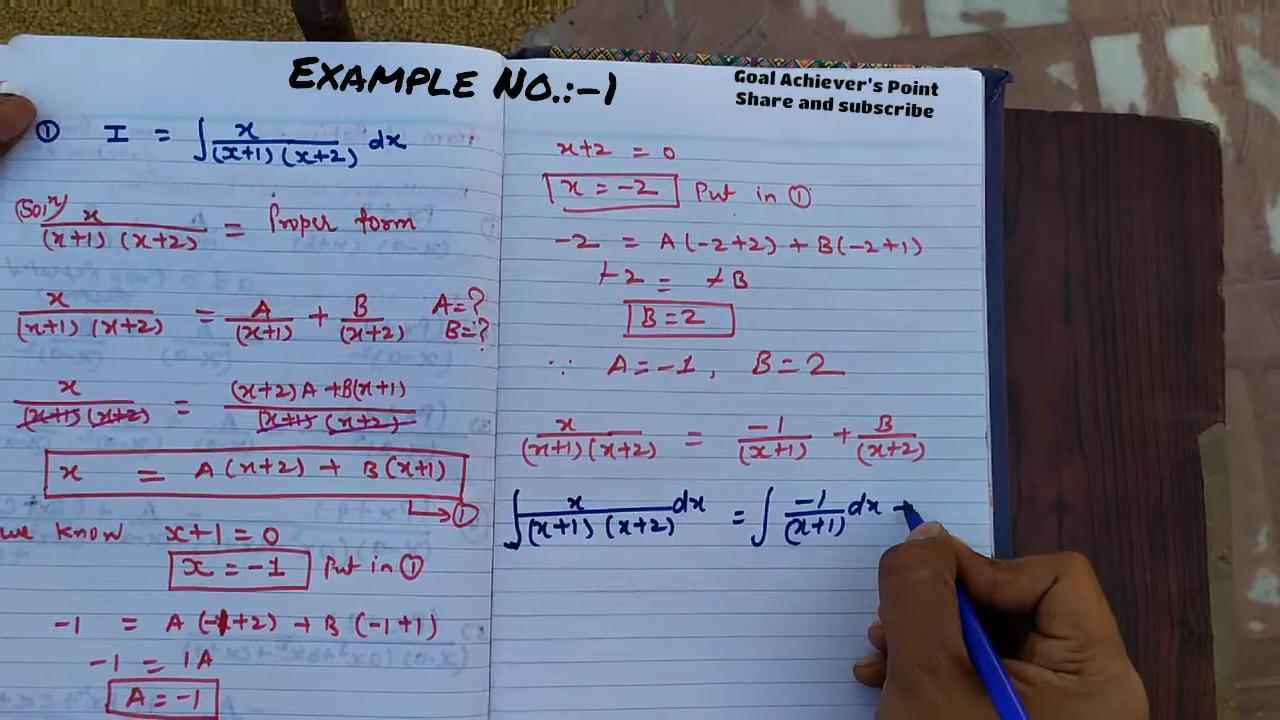 Example No.:-1
Goal Achiever's Point
Share and subscribe
① I = ∫ x/((x+1)(x+2)) dx
(Solⁿ) x/((x+1)(x+2)) = Proper form
x/((x+1)(x+2)) = A/(x+1) + B/(x+2) A=? B=?
x/((x+1)(x+2)) = ((x+2)A + B(x+1))/((x+1)(x+2))
x = A(x+2) + B(x+1)
→ ①
we know x+1 = 0
x = -1 Put in ①
-1 = A(-1+2) + B(-1+1)
-1 = 1A
A = -1
x+2 = 0
x = -2 Put in ①
-2 = A(-2+2) + B(-2+1)
-2 = -B
B = 2
∵ A = -1, B = 2
x/((x+1)(x+2)) = -1/(x+1) + B/(x+2)
∫ x/((x+1)(x+2)) dx = ∫ -1/(x+1) dx